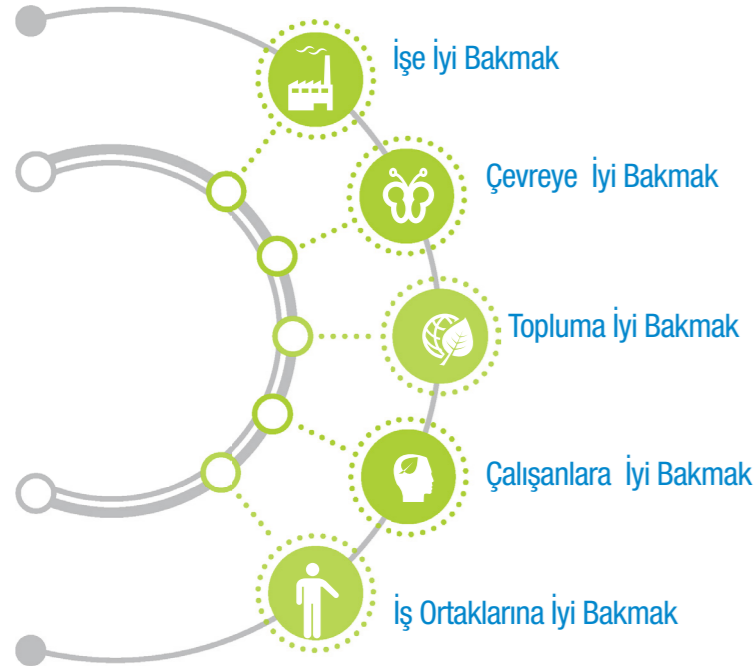 İşe İyi Bakmak
Çevreye İyi Bakmak
Topluma İyi Bakmak
Çalışanlara İyi Bakmak
İş Ortaklarına İyi Bakmak